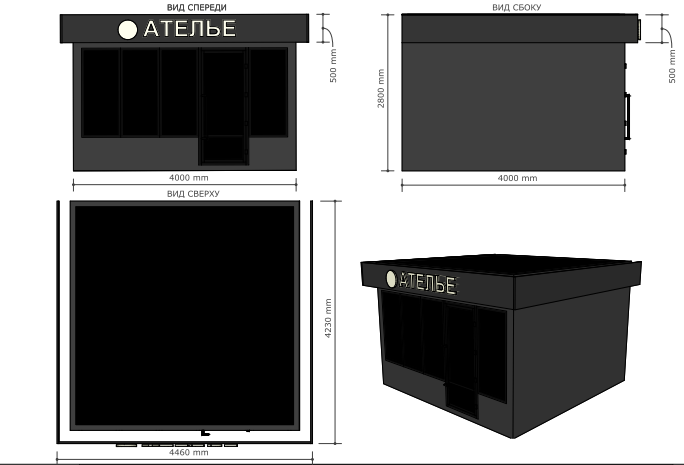 ВИД СПЕРЕДИ
АТЕЛЬЕ
500 mm
4000 mm
ВИД СБОКУ
2800 mm
500 mm
4000 mm
ВИД СВЕРХУ
4230 mm
4460 mm
АТЕЛЬЕ